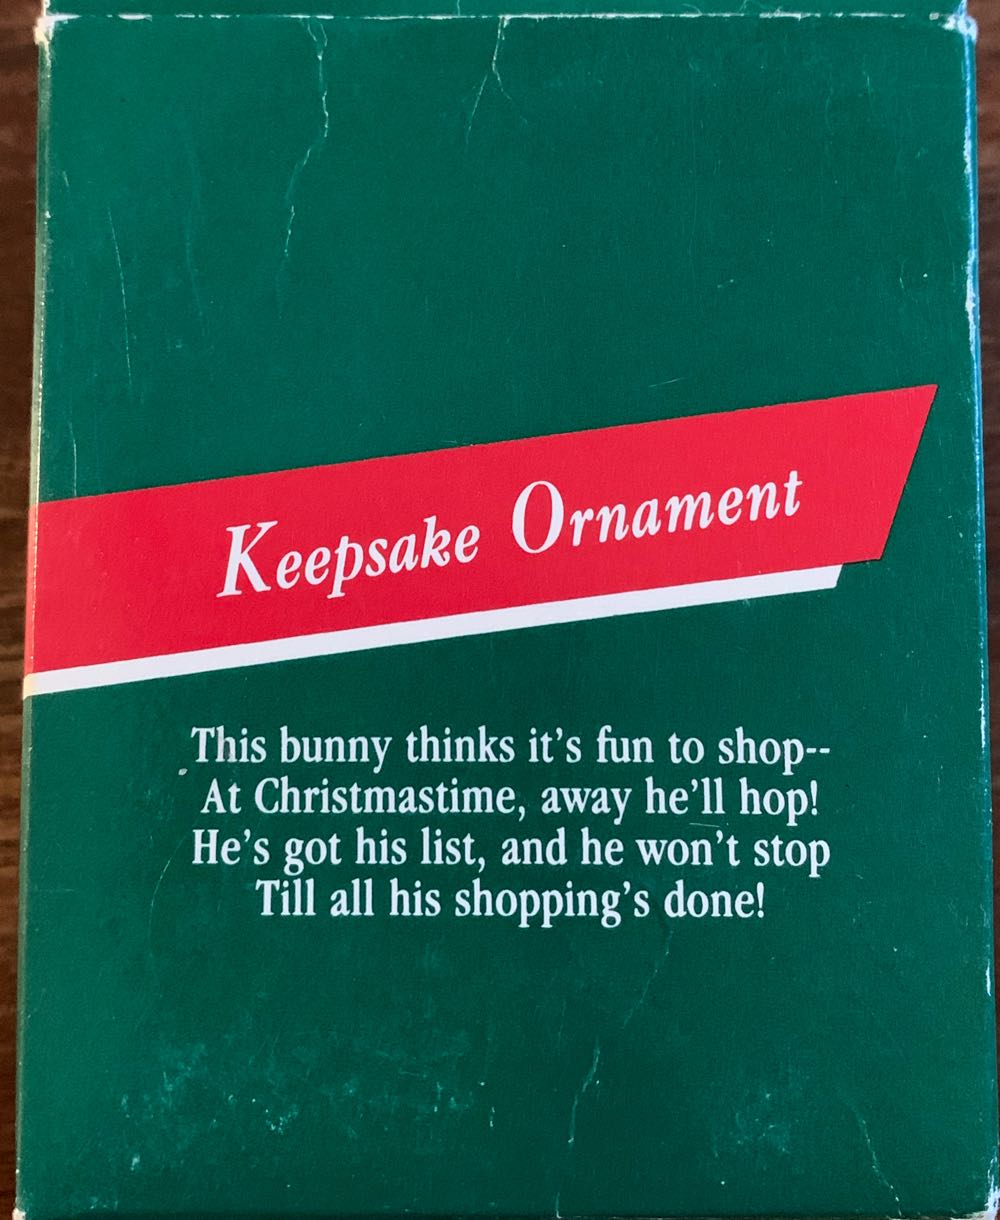 Keepsake Ornament
This bunny thinks it's fun to shop--
At Christmastime, away he'll hop!
He's got his list, and he won't stop
Till all his shopping's done!